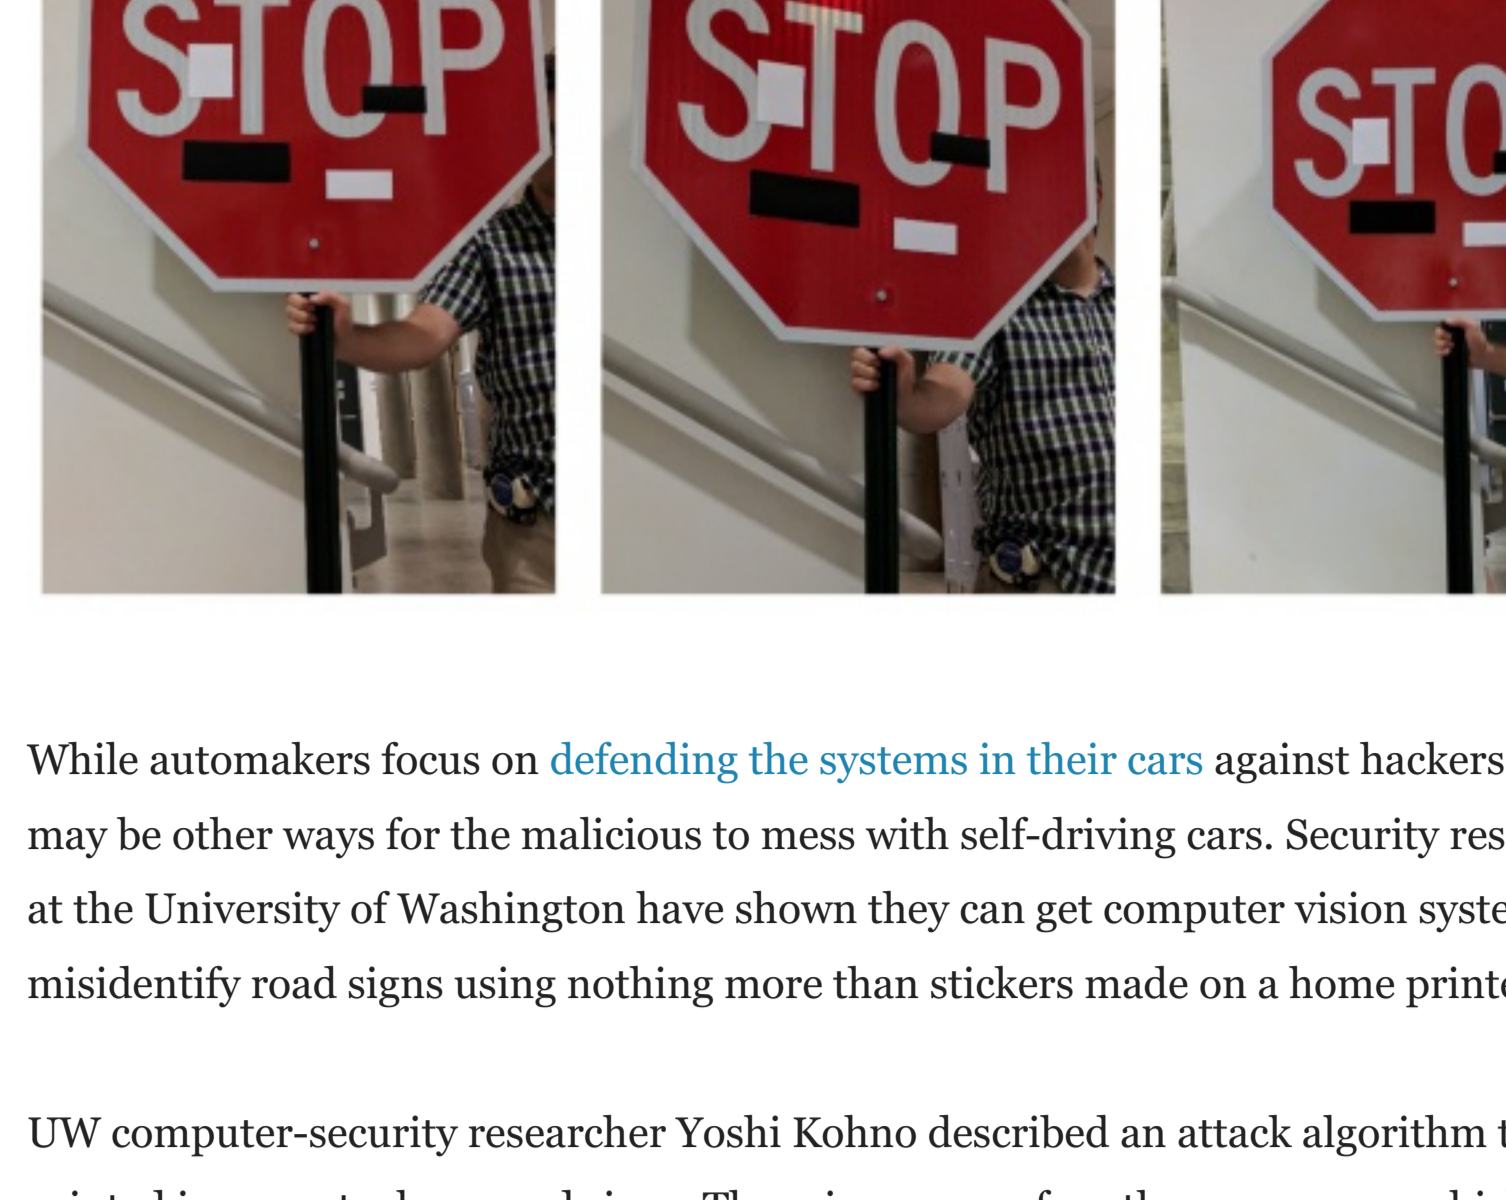 STOP
STOP
STO
While automakers focus on defending the systems in their cars against hackers
may be other ways for the malicious to mess with self-driving cars. Security res
at the University of Washington have shown they can get computer vision syste
misidentify road signs using nothing more than stickers made on a home printe
UW computer-security researcher Yoshi Kohno described an attack algorithm t